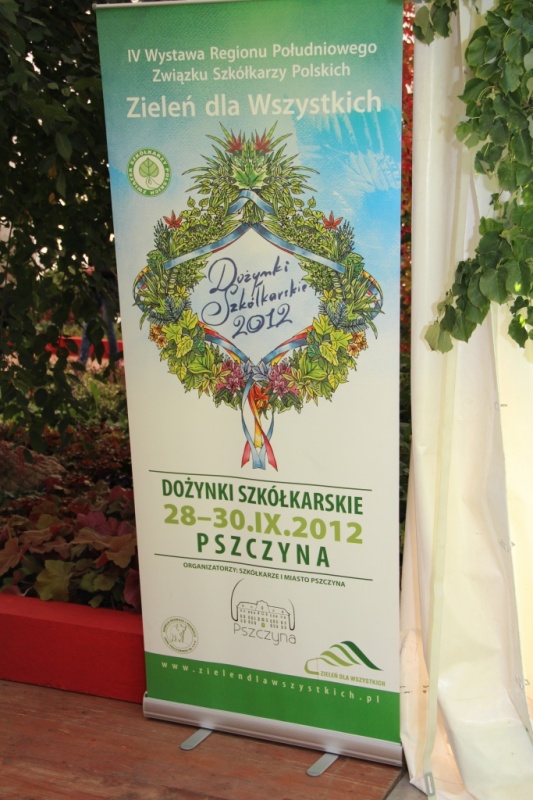 IV Wystawa Regionu Południowego
Związku Szkółkarzy Polskich
Zieleń dla Wszystkich
Dożynki
Szkółkarskie
2012
DOŻYNKI SZKÓŁKARSKIE
28–30.IX.2012
PSZCZYNA
ORGANIZATORZY: SZKÓŁKARZE I MIASTO PSZCZYNA
Pszczyna
ZIELEŃ DLA WSZYSTKICH
www.zielendlawszystkich.pl